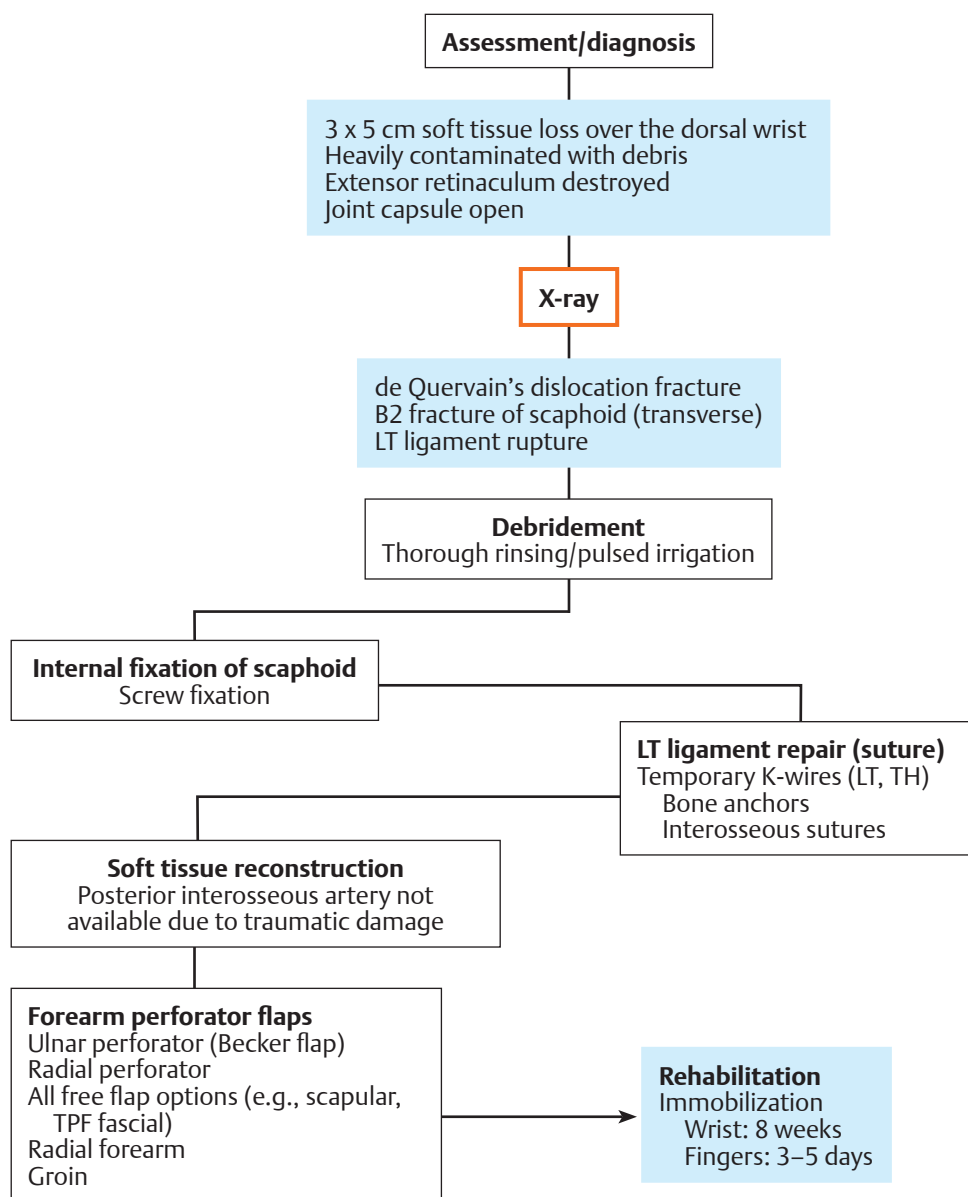 Assessment/diagnosis
3 x 5 cm soft tissue loss over the dorsal wrist
Heavily contaminated with debris
Extensor retinaculum destroyed
Joint capsule open
X-ray
de Quervain's dislocation fracture
B2 fracture of scaphoid (transverse)
LT ligament rupture
Debridement
Thorough rinsing/pulsed irrigation
Internal fixation of scaphoid
Screw fixation
LT ligament repair (suture)
Temporary K-wires (LT, TH)
Bone anchors
Interosseous sutures
Soft tissue reconstruction
Posterior interosseous artery not
available due to traumatic damage
Forearm perforator flaps
Ulnar perforator (Becker flap)
Radial perforator
All free flap options (e.g., scapular,
TPF fascial)
Radial forearm
Groin
Rehabilitation
Immobilization
Wrist: 8 weeks
Fingers: 3–5 days